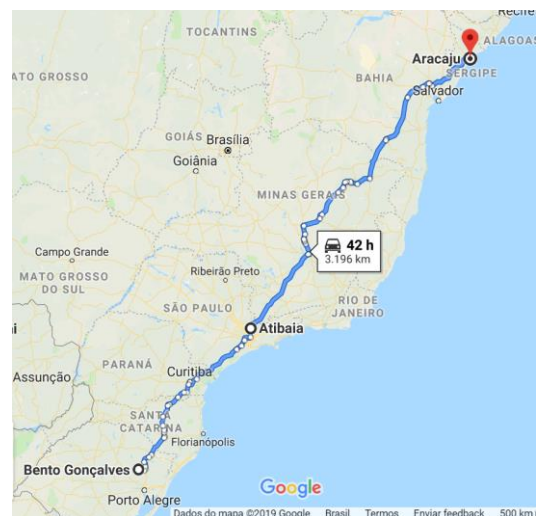 Recife
TOCANTINS
ALAGOAS
Aracaju
SERGIPE
MATO GROSSO
BAHIA
Salvador
GOIÁS
Brasília
Goiânia
MINAS GERAIS
42 h
3.196 km
Campo Grande
MATO GROSSO
DO SUL
Ribeirão Preto
RIO DE
JANEIRO
SÃO PAULO
Atibaia
PARANÁ
Curitiba
Assunção
SANTA
CATARINA
Florianópolis
Bento Gonçalves
Porto Alegre
Google
Dados do mapa ©2019 Google Brasil Termos Enviar feedback 500 km